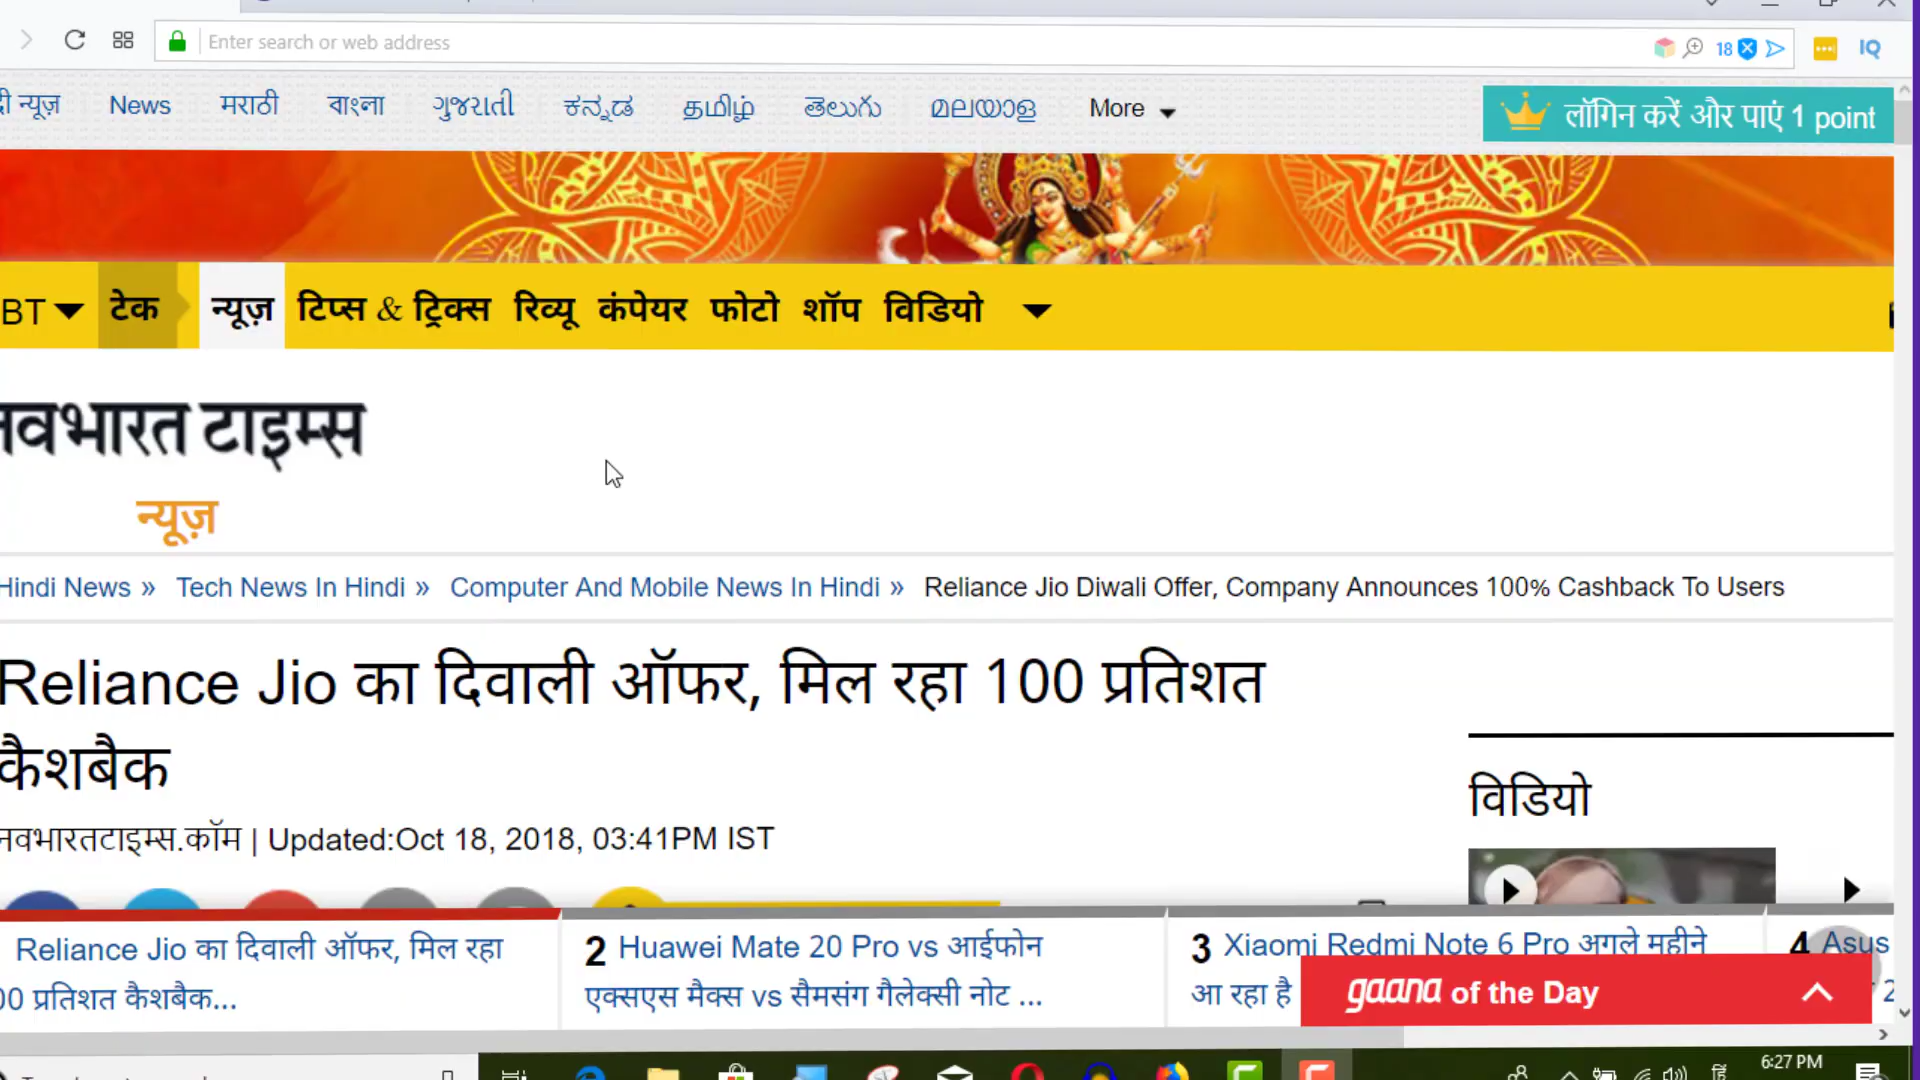 Enter search or web address
18
IQ
न्यूज़ News मराठी বাংলা ગુજરાતી ಕನ್ನಡ தமிழ் తెలుగు മലയാള More
लॉगिन करें और पाएं 1 point
BT टेक न्यूज़ टिप्स & ट्रिक्स रिव्यू कंपेयर फोटो शॉप विडियो
नवभारत टाइम्स
न्यूज़
Hindi News » Tech News In Hindi » Computer And Mobile News In Hindi » Reliance Jio Diwali Offer, Company Announces 100% Cashback To Users
Reliance Jio का दिवाली ऑफर, मिल रहा 100 प्रतिशत
कैशबैक
नवभारतटाइम्स.कॉम | Updated:Oct 18, 2018, 03:41PM IST
विडियो
Reliance Jio का दिवाली ऑफर, मिल रहा
00 प्रतिशत कैशबैक...
2 Huawei Mate 20 Pro vs आईफोन
एक्सएस मैक्स vs सैमसंग गैलेक्सी नोट ...
3 Xiaomi Redmi Note 6 Pro अगले महीने
आ रहा है
4 Asus
2
gaana of the Day
6:27 PM